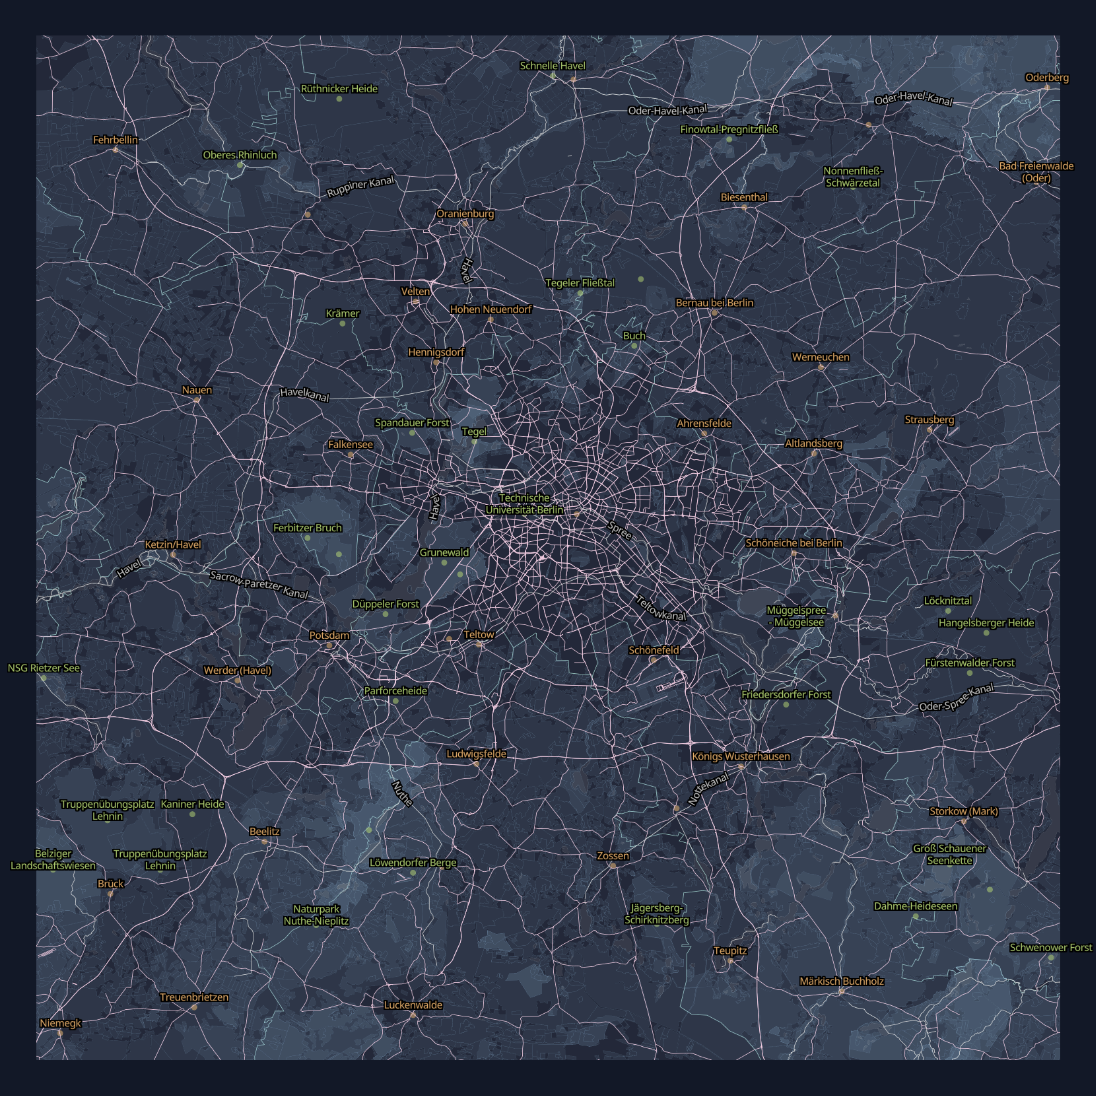 Schnelle Havel
Oderberg
Rüthnicker Heide
Oder-Havel-Kanal
Oder-Havel-Kanal
Finowtal-Pregnitzfließ
Fehrbellin
Oberes Rhinluch
Nonnenfließ-
Schwärzetal
Bad Freienwalde
(Oder)
Ruppiner Kanal
Biesenthal
Oranienburg
Havel
Tegeler Fließtal
Velten
Bernau bei Berlin
Hohen Neuendorf
Krämer
Buch
Hennigsdorf
Werneuchen
Nauen
Havelkanal
Spandauer Forst
Tegel
Ahrensfelde
Strausberg
Falkensee
Altlandsberg
Technische
Universität Berlin
Havel
Ferbitzer Bruch
Spree
Ketzin/Havel
Schöneiche bei Berlin
Grunewald
Havel
Sacrow-Paretzer Kanal
Düppeler Forst
Teltowkanal
Müggelspree
- Müggelsee
Löcknitztal
Hangelsberger Heide
Potsdam
Teltow
Schönefeld
NSG Rietzer See
Werder (Havel)
Fürstenwalder Forst
Parforceheide
Friedersdorfer Forst
Oder-Spree-Kanal
Ludwigsfelde
Königs Wusterhausen
Nuthe
Nottekanal
Truppenübungsplatz
Lehnin
Kaniner Heide
Storkow (Mark)
Beelitz
Belziger
Landschaftswiesen
Truppenübungsplatz
Lehnin
Löwendorfer Berge
Zossen
Groß Schauener
Seenkette
Brück
Naturpark
Nuthe-Nieplitz
Jägersberg-
Schirknitzberg
Dahme-Heideseen
Teupitz
Schwenower Forst
Märkisch Buchholz
Treuenbrietzen
Luckenwalde
Niemegk